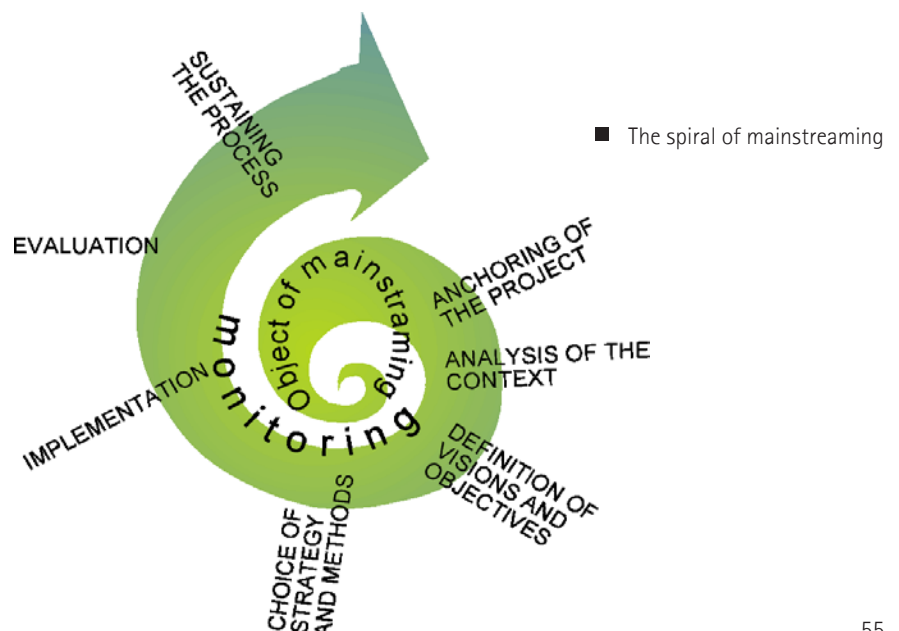 The spiral of mainstreaming
Object of mainstraming
monitoring
ANCHORING OF
THE PROJECT
ANALYSIS OF THE
CONTEXT
DEFINITION OF
VISIONS AND
OBJECTIVES
CHOICE OF
STRATEGY
AND METHODS
IMPLEMENTATION
EVALUATION
SUSTAINING
THE PROCESS
55